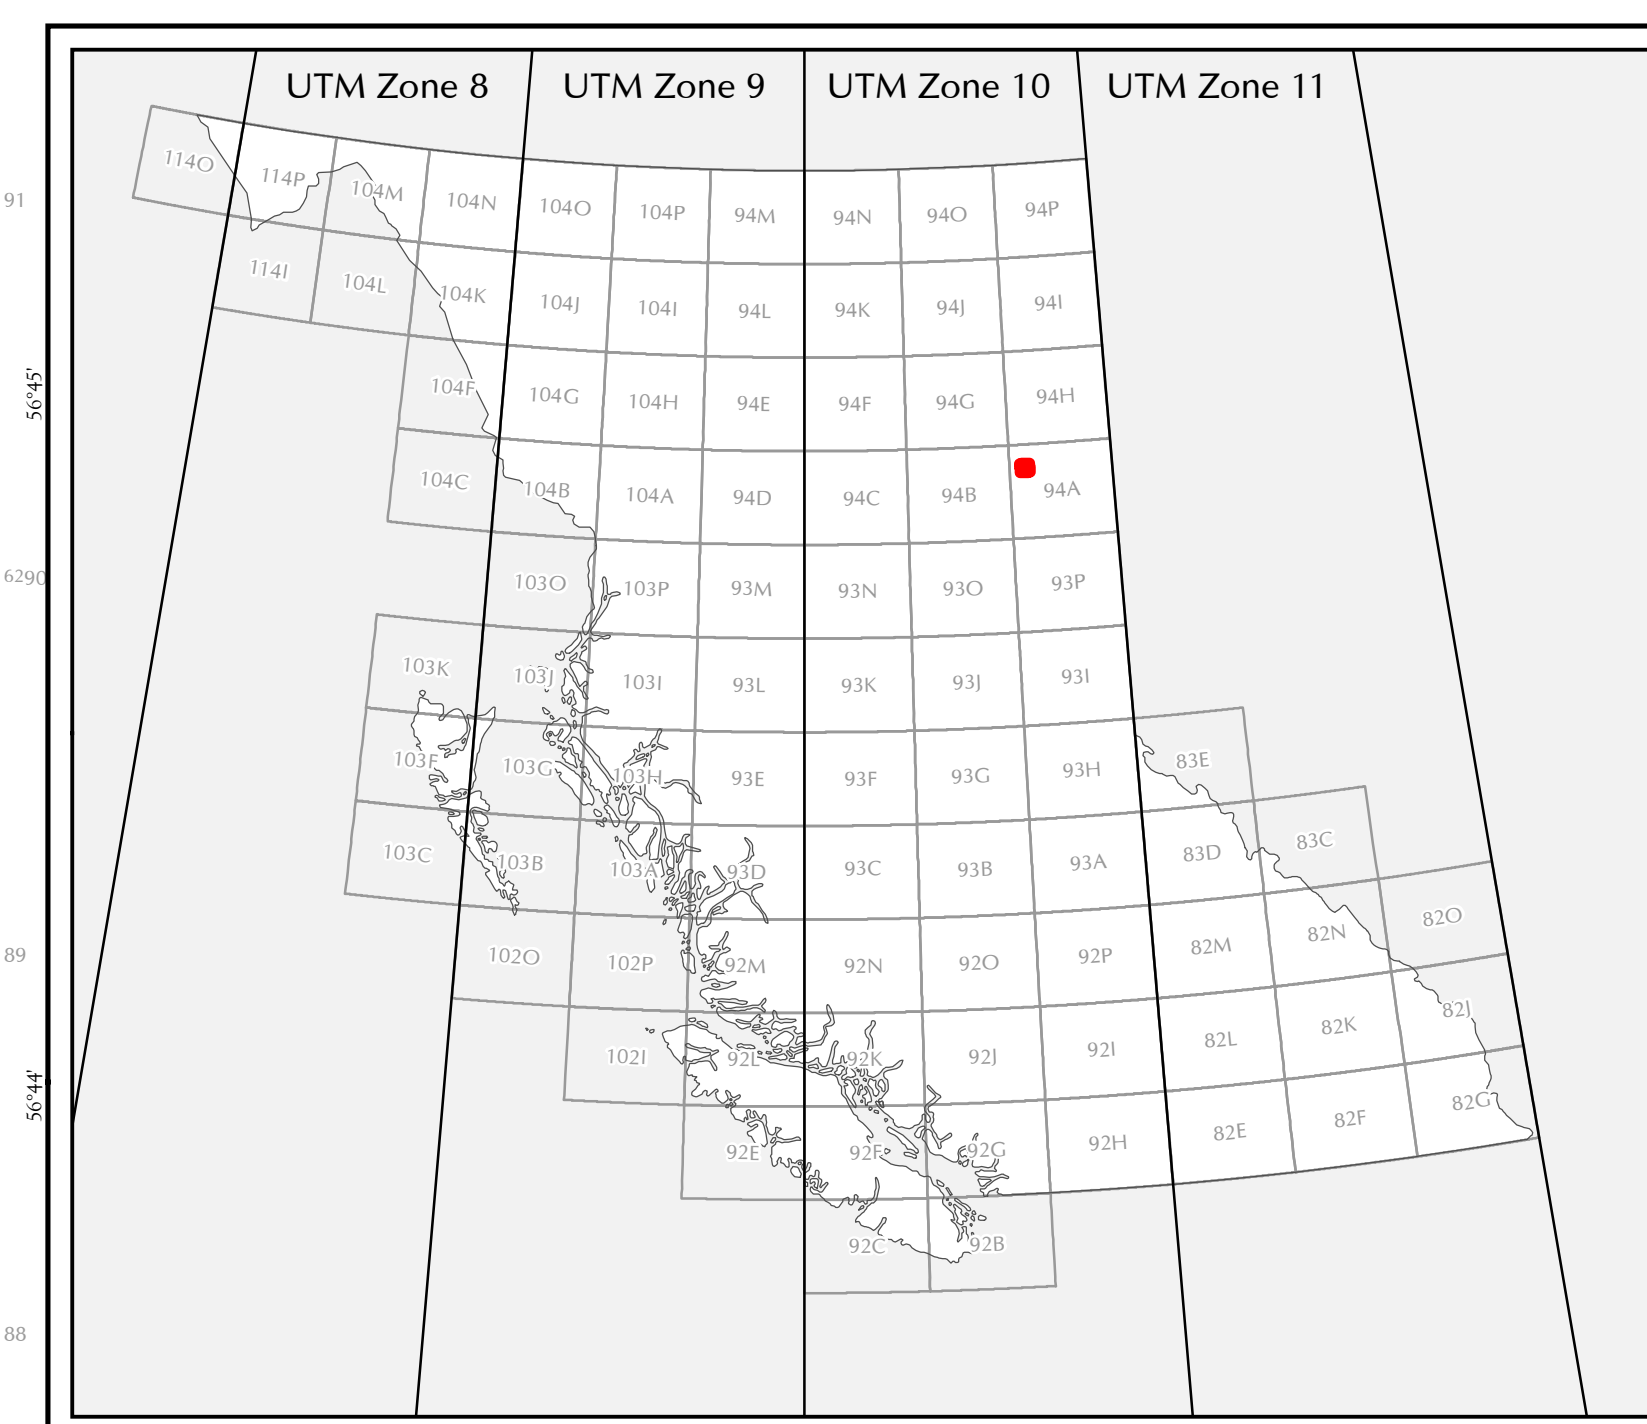 UTM Zone 8 UTM Zone 9 UTM Zone 10 UTM Zone 11
114O 114P 104M 104N 104O 104P 94M 94N 94O 94P
91
114I 104L 104K 104J 104I 94L 94K 94J 94I
56°45'
104F 104G 104H 94E 94F 94G 94H
104C 104B 104A 94D 94C 94B 94A
6290
103O 103P 93M 93N 93O 93P
103K 103J 103I 93L 93K 93J 93I
103F 103G 103H 93E 93F 93G 93H 83E
103C 103B 103A 93D 93C 93B 93A 83D 83C
89
102O 102P 92M 92N 92O 92P 82M 82N 82O
102I 92L 92K 92J 92I 82L 82K 82J
56°44'
92E 92F 92G 92H 82E 82F 82G
92C 92B
88